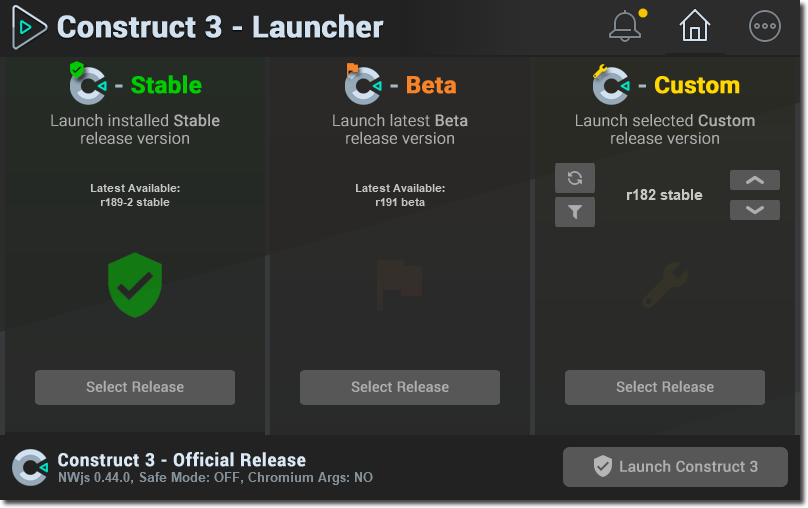 Construct 3 - Launcher
- Stable
Launch installed Stable
release version
Latest Available:
r189-2 stable
Select Release
- Beta
Launch latest Beta
release version
Latest Available:
r191 beta
Select Release
- Custom
Launch selected Custom
release version
r182 stable
Select Release
Construct 3 - Official Release
NWjs 0.44.0, Safe Mode: OFF, Chromium Args: NO
Launch Construct 3